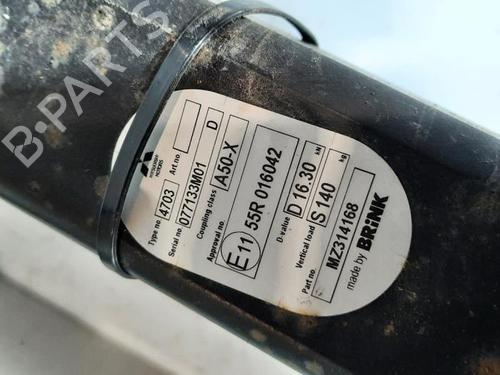 B-PARTS
MOTORS
Art.no D
Type no 4703
Serial no 077133M01
Coupling class A50-X
Approval no. E11 55R 016042
D-value D 16.30 kN
Vertical load S 140 kg
Part no. MZ314168
made by BRINK